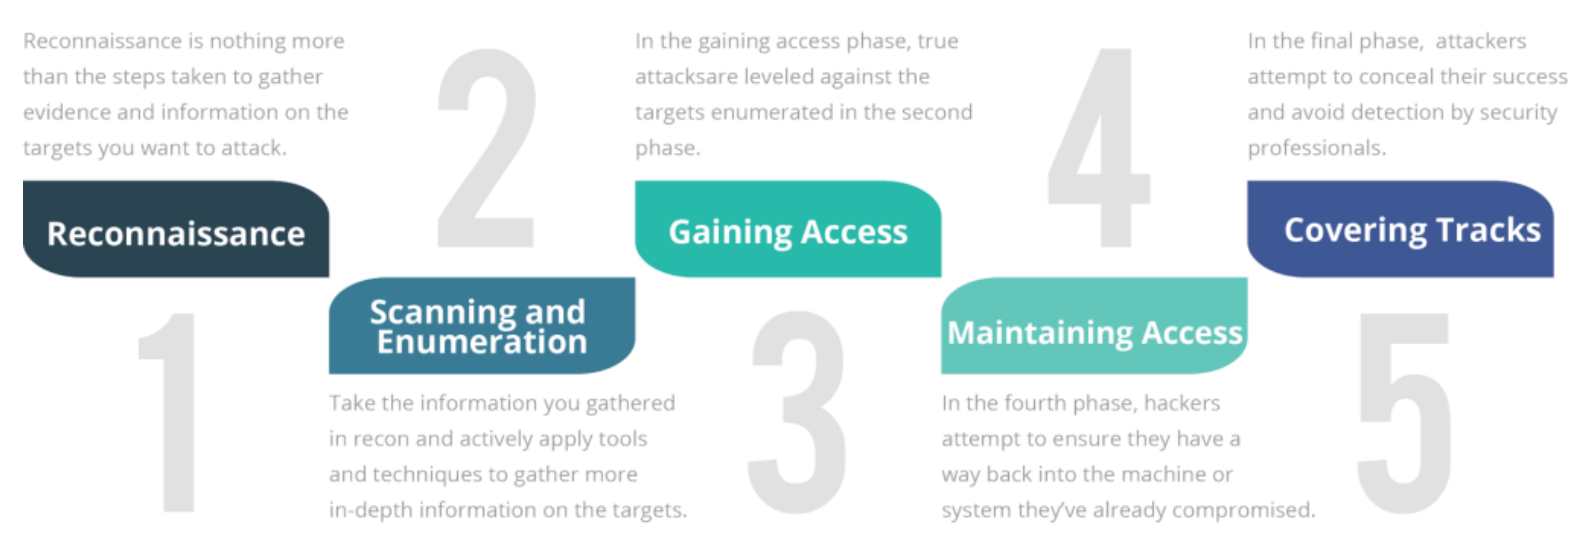 Reconnaissance is nothing more
than the steps taken to gather
evidence and information on the
targets you want to attack.
Reconnaissance
1
2
Scanning and
Enumeration
Take the information you gathered
in recon and actively apply tools
and techniques to gather more
in-depth information on the targets.
In the gaining access phase, true
attacksare leveled against the
targets enumerated in the second
phase.
Gaining Access
3
4
Maintaining Access
In the fourth phase, hackers
attempt to ensure they have a
way back into the machine or
system they’ve already compromised.
In the final phase,  attackers
attempt to conceal their success
and avoid detection by security
professionals.
Covering Tracks
5